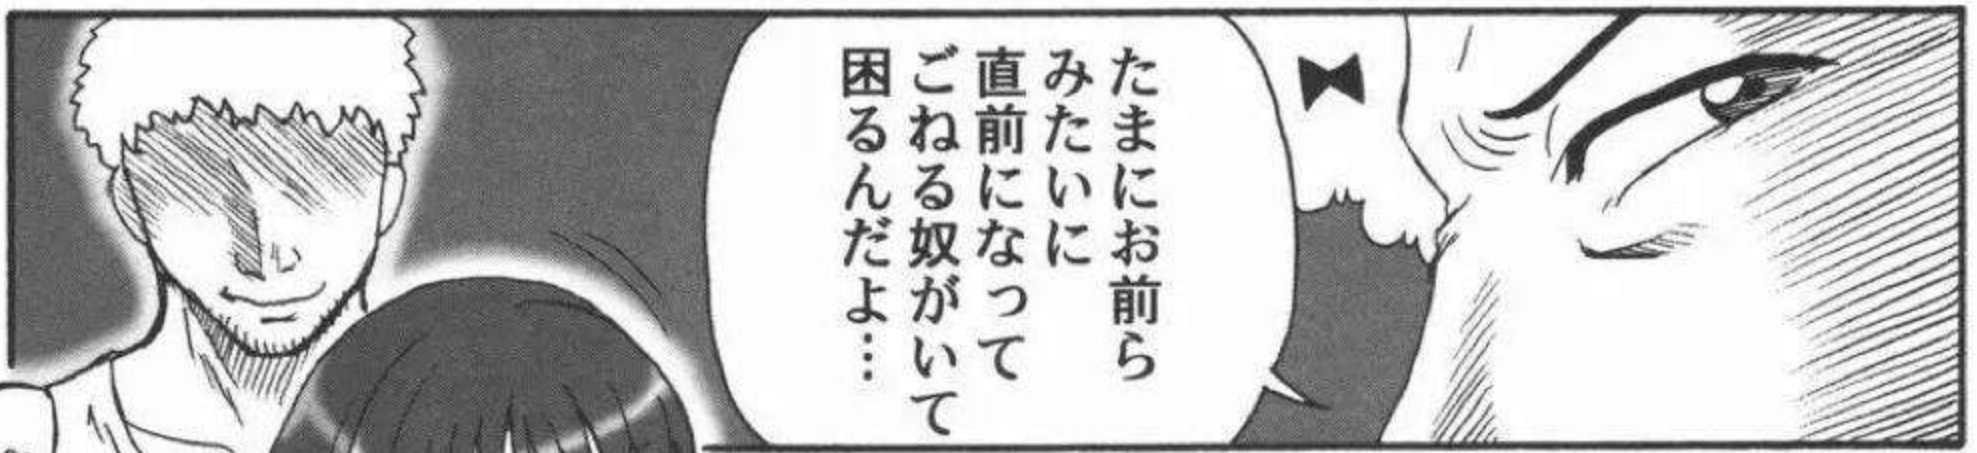 たまにお前ら
みたいに
直前になって
ごねる奴がいて
困るんだよ…